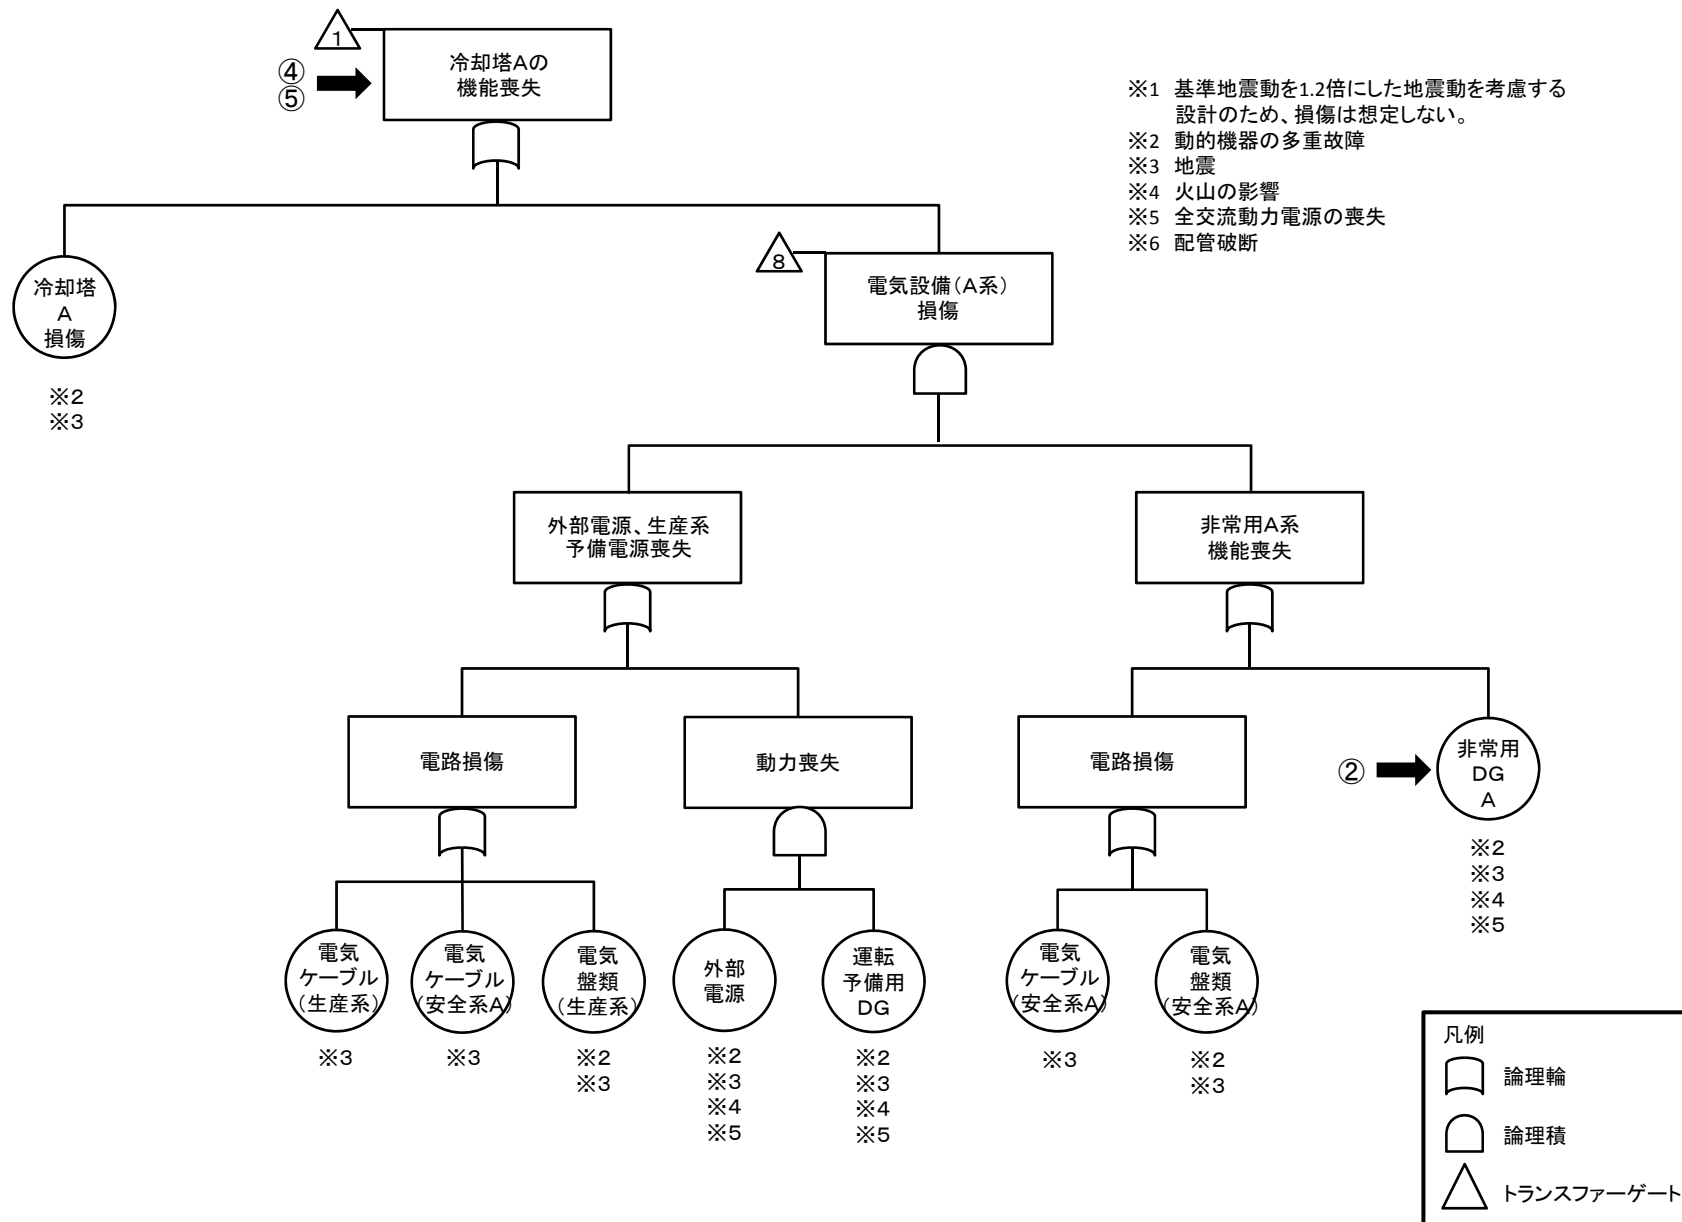 1
冷却塔Aの
機能喪失
④
⑤
※1 基準地震動を1.2倍にした地震動を考慮する
設計のため、損傷は想定しない。
※2 動的機器の多重故障
※3 地震
※4 火山の影響
※5 全交流動力電源の喪失
※6 配管破断
冷却塔
A
損傷
※2
※3
8
電気設備(A系)
損傷
外部電源、生産系
予備電源喪失
非常用A系
機能喪失
電路損傷
動力喪失
電路損傷
②
非常用
DG
A
※2
※3
※4
※5
電気
ケーブル
(生産系)
※3
電気
ケーブル
(安全系A)
※3
電気
盤類
(生産系)
※2
※3
外部
電源
※2
※3
※4
※5
運転
予備用
DG
※2
※3
※4
※5
電気
ケーブル
(安全系A)
※3
電気
盤類
(安全系A)
※2
※3
凡例
論理輪
論理積
トランスファーゲート